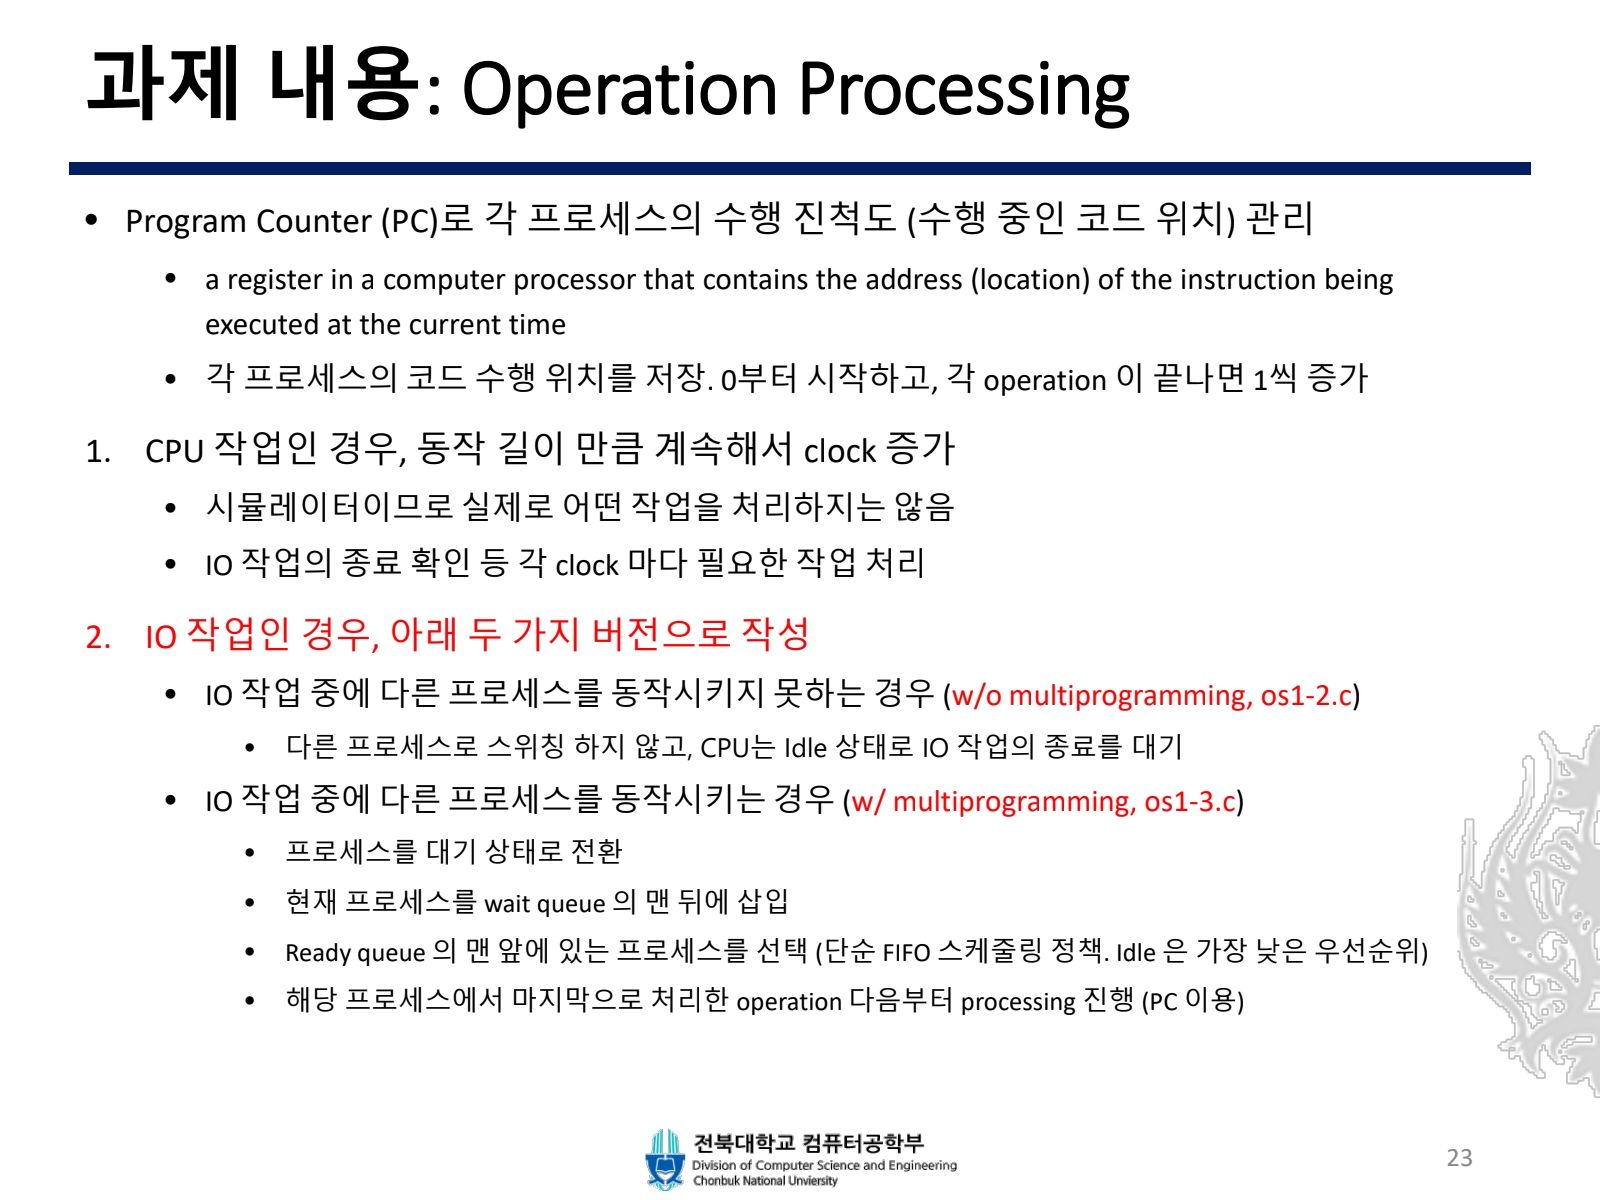 과제 내용: Operation Processing
• Program Counter (PC)로 각 프로세스의 수행 진척도 (수행 중인 코드 위치) 관리
• a register in a computer processor that contains the address (location) of the instruction being
executed at the current time
• 각 프로세스의 코드 수행 위치를 저장. 0부터 시작하고, 각 operation 이 끝나면 1씩 증가
1. CPU 작업인 경우, 동작 길이 만큼 계속해서 clock 증가
• 시뮬레이터이므로 실제로 어떤 작업을 처리하지는 않음
• IO 작업의 종료 확인 등 각 clock 마다 필요한 작업 처리
2. IO 작업인 경우, 아래 두 가지 버전으로 작성
• IO 작업 중에 다른 프로세스를 동작시키지 못하는 경우 (w/o multiprogramming, os1-2.c)
• 다른 프로세스로 스위칭 하지 않고, CPU는 Idle 상태로 IO 작업의 종료를 대기
• IO 작업 중에 다른 프로세스를 동작시키는 경우 (w/ multiprogramming, os1-3.c)
• 프로세스를 대기 상태로 전환
• 현재 프로세스를 wait queue 의 맨 뒤에 삽입
• Ready queue 의 맨 앞에 있는 프로세스를 선택 (단순 FIFO 스케줄링 정책. Idle 은 가장 낮은 우선순위)
• 해당 프로세스에서 마지막으로 처리한 operation 다음부터 processing 진행 (PC 이용)
전북대학교 컴퓨터공학부
Division of Computer Science and Engineering
Chonbuk National Unviersity
23